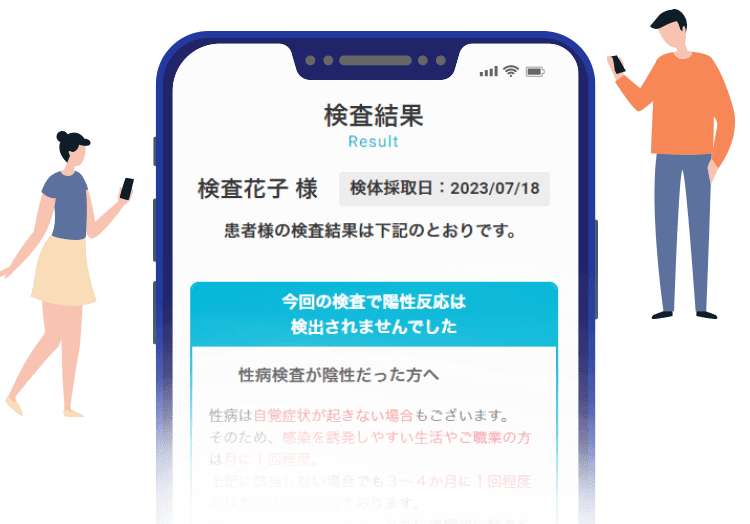 検査結果
Result
検査花子 様
検体採取日：2023/07/18
患者様の検査結果は下記のとおりです。
今回の検査で陽性反応は
検出されませんでした
性病検査が陰性だった方へ
性病は自覚症状が起きない場合もございます。
そのため、感染を誘発しやすい生活やご職業の方
は月に１回程度。
上記に該当しない場合でも３〜４か月に１回程度
しております。